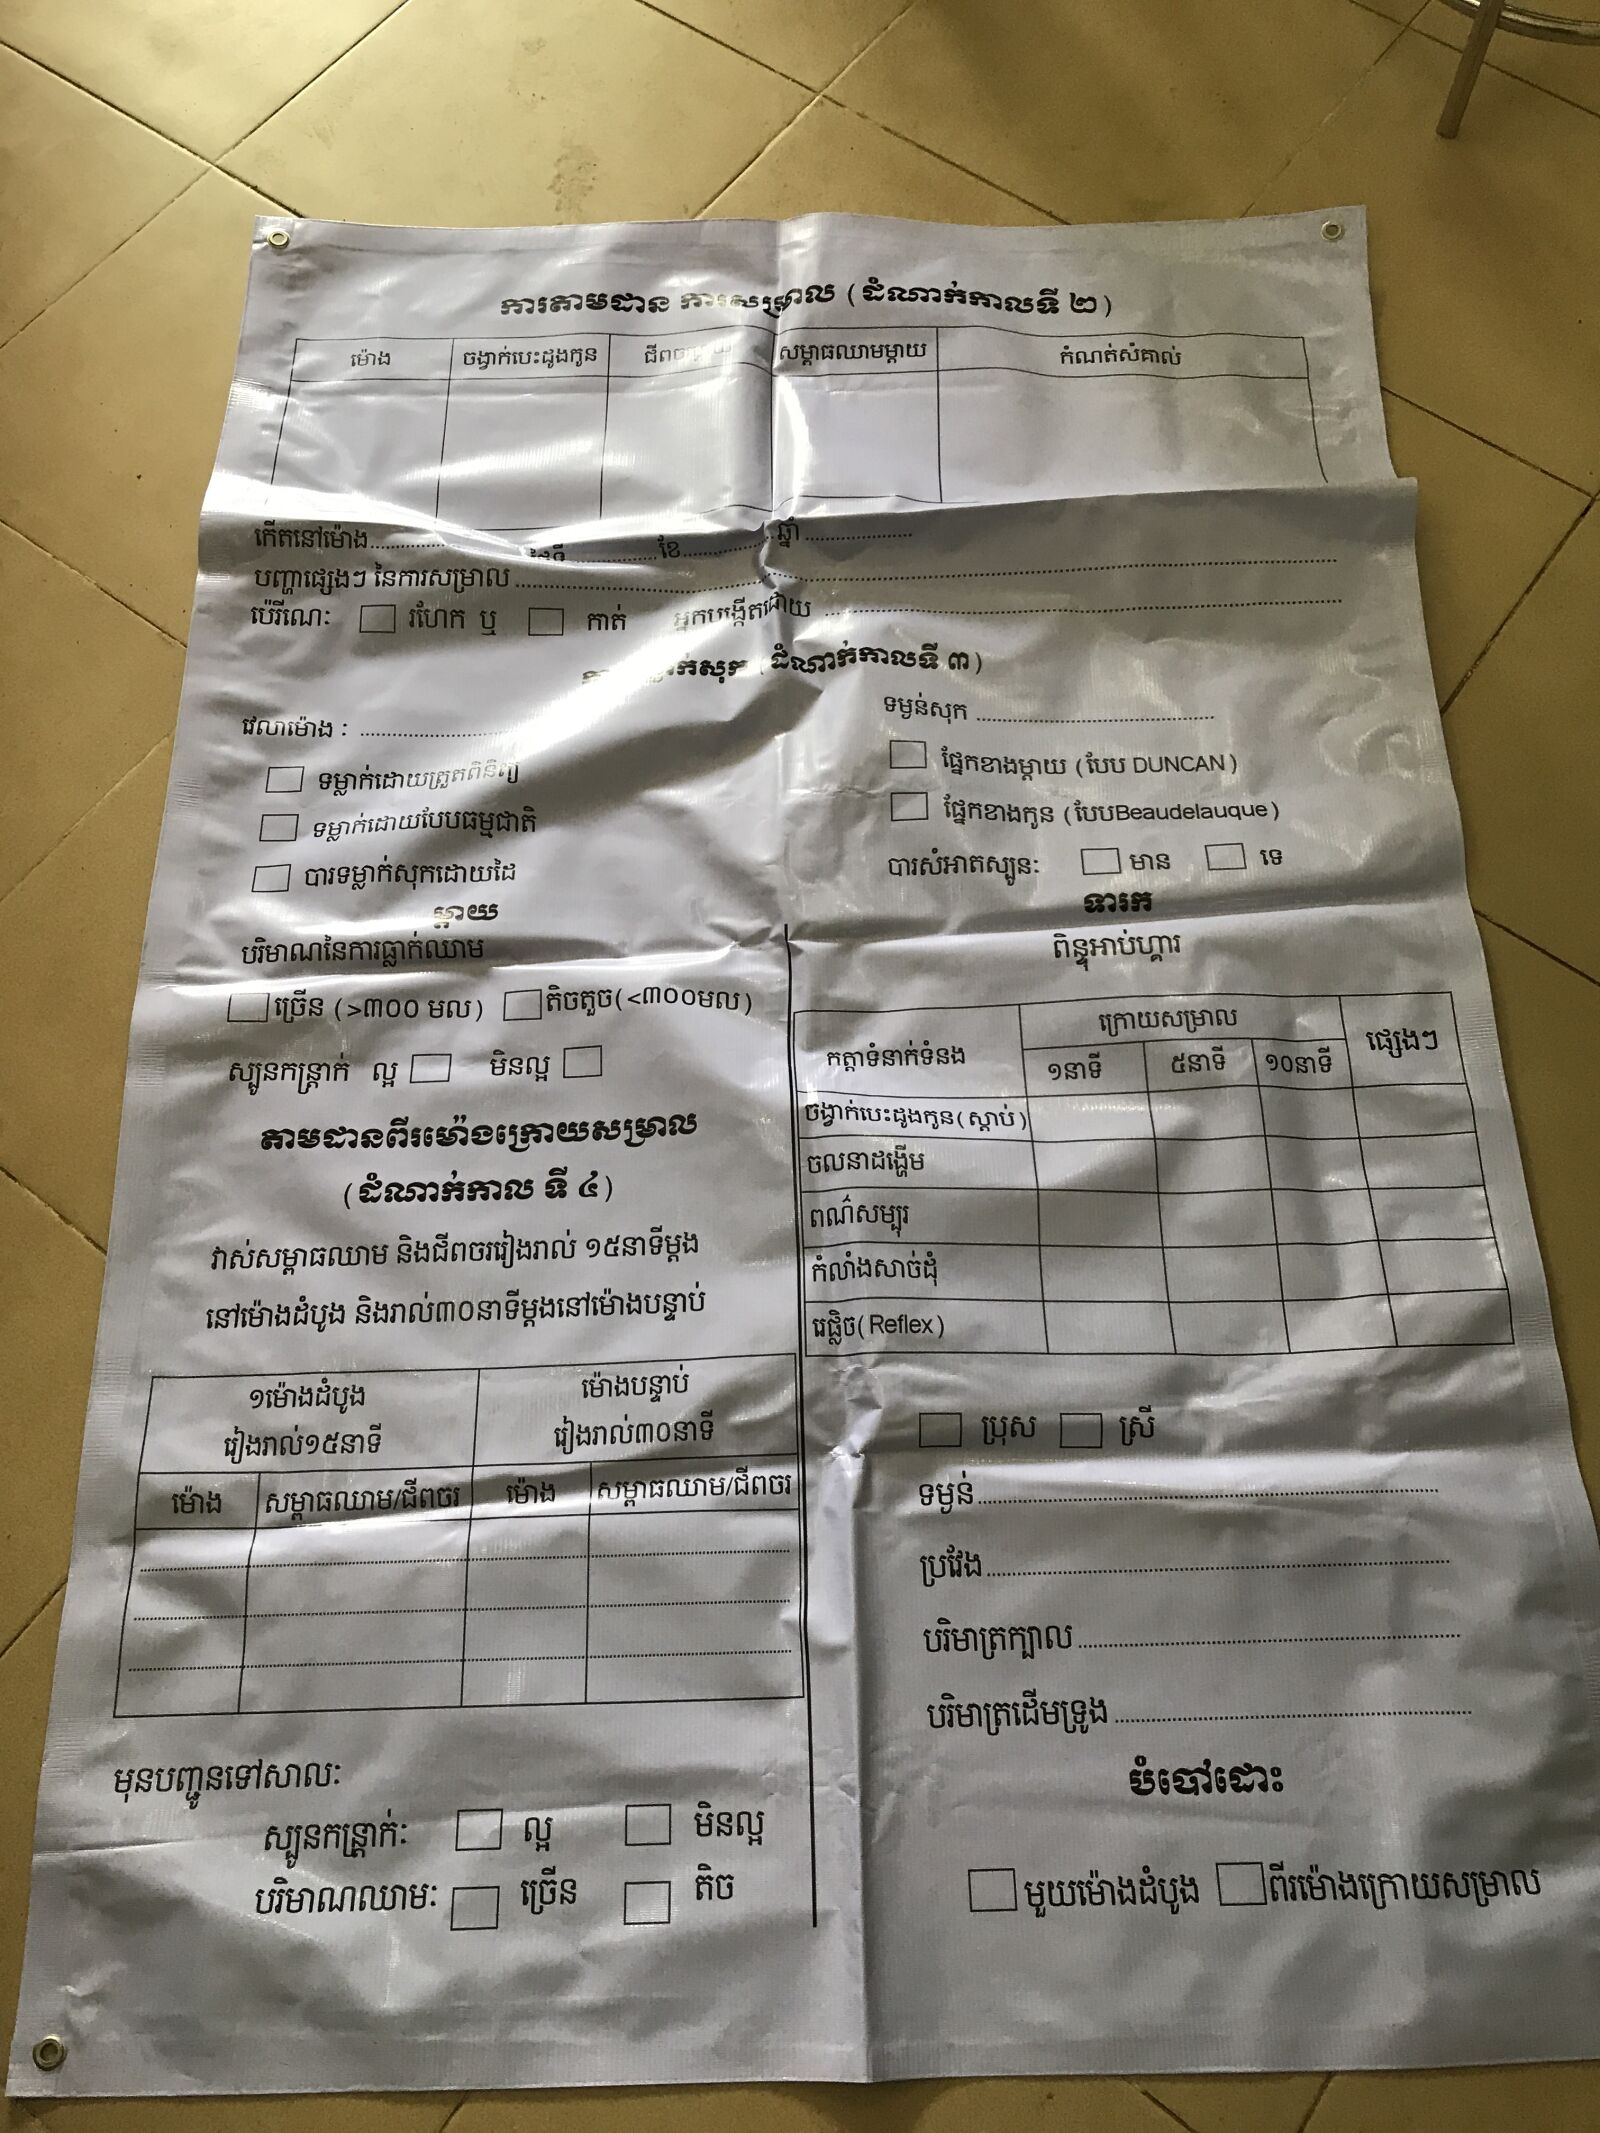 ការតាមដាន ការសម្រាល (ដំណាក់កាលទី ២)
ម៉ោង ចង្វាក់បេះដូងកូន សម្ពាធឈាមម្តាយ កំណត់សំគាល់
កើតនៅម៉ោង.................... ថ្ងៃទី....................ខែ....................ឆ្នាំ....................
បញ្ហាផ្សេងៗ នៃការសម្រាល....................
ប៉េរីណេ: រហែក ឬ កាត់ អ្នកបង្កើតដោយ ....................
(ដំណាក់កាលទី ៣)
វេលាម៉ោង : ....................
ទម្ងន់សុក ....................
ទម្លាក់ដោយត្រួតពិនិត្យ
ផ្នែកខាងម្តាយ (បែប DUNCAN)
ទម្លាក់ដោយបែបធម្មជាតិ
ផ្នែកខាងកូន (បែបBeaudelauque)
បារទម្លាក់សុកដោយដៃ
បារសំអាតស្បូន: មាន ទេ
ម្តាយ
បរិមាណនៃការធ្លាក់ឈាម
ច្រើន (>៣០០ មល) តិចតួច(<៣០០មល)
ស្បូនកន្ត្រាក់ ល្អ មិនល្អ
តាមដានពីរម៉ោងក្រោយសម្រាល
(ដំណាក់កាល ទី ៤)
វាស់សម្ពាធឈាម និងជីពចររៀងរាល់ ១៥នាទីម្តង
នៅម៉ោងដំបូង និងរាល់៣០នាទីម្តងនៅម៉ោងបន្ទាប់
១ម៉ោងដំបូង
រៀងរាល់១៥នាទី
ម៉ោងបន្ទាប់
រៀងរាល់៣០នាទី
ម៉ោង សម្ពាធឈាម/ជីពចរ ម៉ោង សម្ពាធឈាម/ជីពចរ
មុនបញ្ជូនទៅសាល:
ស្បូនកន្ត្រាក់: ល្អ មិនល្អ
បរិមាណឈាម: ច្រើន តិច
ទារក
ពិន្ទុអាប់ហ្គារ
កត្តាទំនាក់ទំនង ក្រោយសម្រាល ផ្សេងៗ
១នាទី ៥នាទី ១០នាទី
ចង្វាក់បេះដូងកូន(ស្តាប់)
ចលនាដង្ហើម
ពណ៌សម្បុរ
កំលាំងសាច់ដុំ
រេផ្លិច(Reflex)
ប្រុស ស្រី
ទម្ងន់....................
ប្រវែង....................
បរិមាត្រក្បាល....................
បរិមាត្រដើមទ្រូង....................
បំបៅដោះ
មួយម៉ោងដំបូង ពីរម៉ោងក្រោយសម្រាល